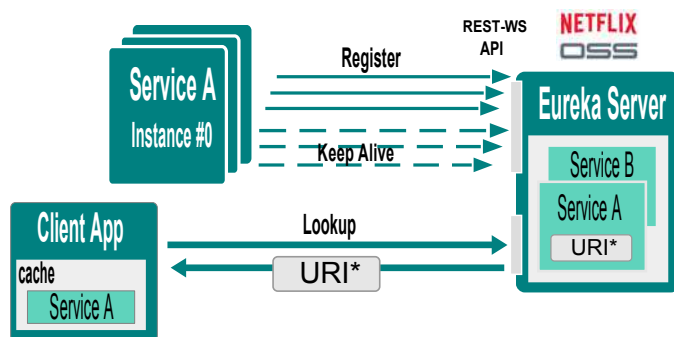 REST-WS
API
NETFLIX
OSS
Register
Service A
Instance #0
Keep Alive
Eureka Server
Service B
Service A
URI*
Client App
cache
Service A
Lookup
URI*